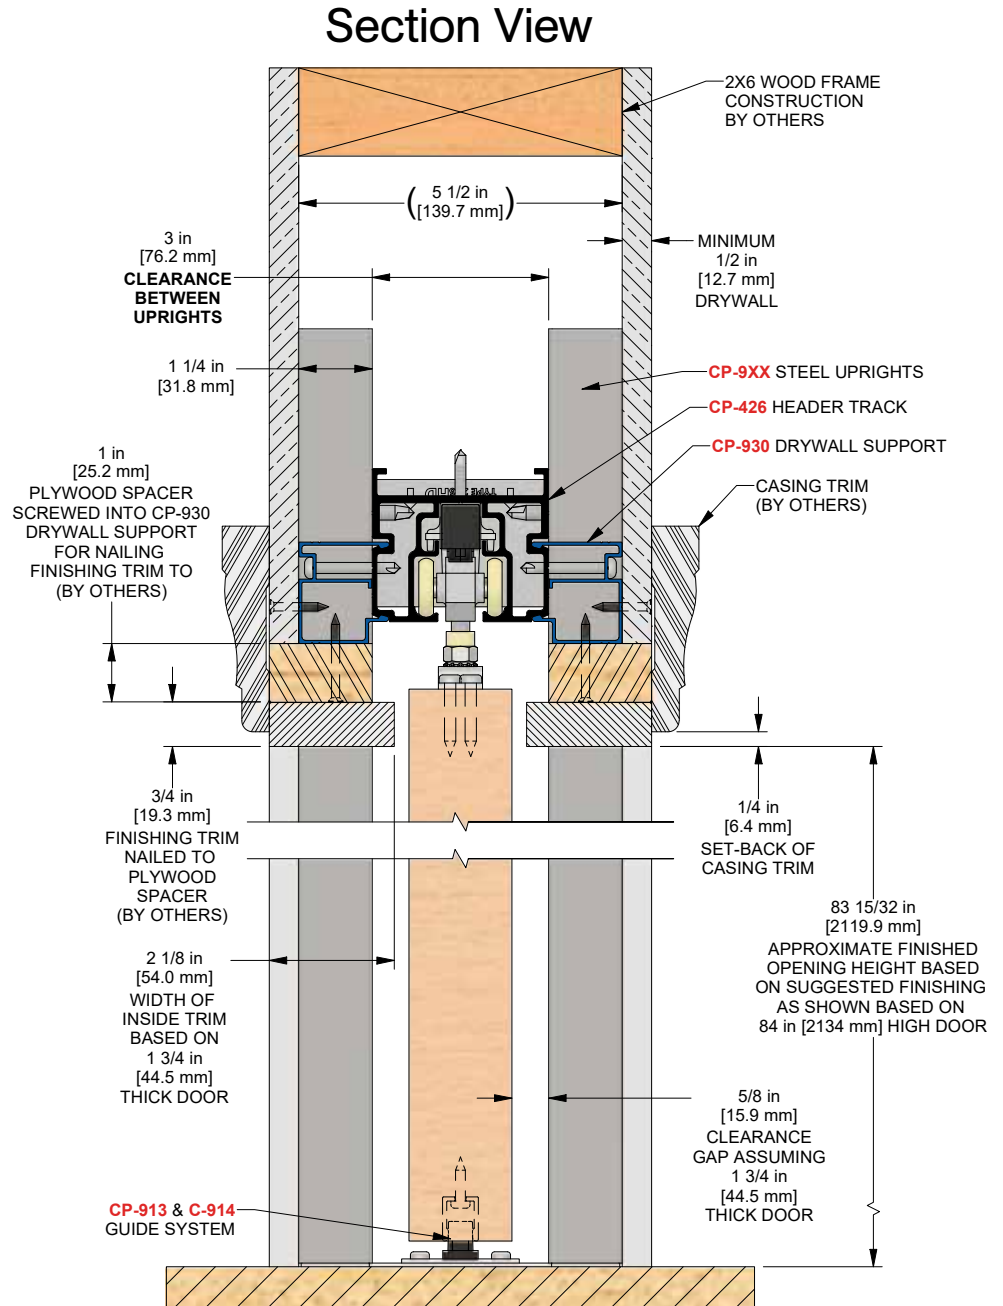 Section View
2X6 WOOD FRAME
CONSTRUCTION
BY OTHERS
( 5 1/2 in
[139.7 mm] )
3 in
[76.2 mm]
CLEARANCE
BETWEEN
UPRIGHTS
MINIMUM
1/2 in
[12.7 mm]
DRYWALL
1 1/4 in
[31.8 mm]
CP-9XX STEEL UPRIGHTS
CP-426 HEADER TRACK
CP-930 DRYWALL SUPPORT
1 in
[25.2 mm]
PLYWOOD SPACER
SCREWED INTO CP-930
DRYWALL SUPPORT
FOR NAILING
FINISHING TRIM TO
(BY OTHERS)
CASING TRIM
(BY OTHERS)
3/4 in
[19.3 mm]
FINISHING TRIM
NAILED TO
PLYWOOD
SPACER
(BY OTHERS)
1/4 in
[6.4 mm]
SET-BACK OF
CASING TRIM
83 15/32 in
[2119.9 mm]
APPROXIMATE FINISHED
OPENING HEIGHT BASED
ON SUGGESTED FINISHING
AS SHOWN BASED ON
84 in [2134 mm] HIGH DOOR
2 1/8 in
[54.0 mm]
WIDTH OF
INSIDE TRIM
BASED ON
1 3/4 in
[44.5 mm]
THICK DOOR
5/8 in
[15.9 mm]
CLEARANCE
GAP ASSUMING
1 3/4 in
[44.5 mm]
THICK DOOR
CP-913 & C-914
GUIDE SYSTEM